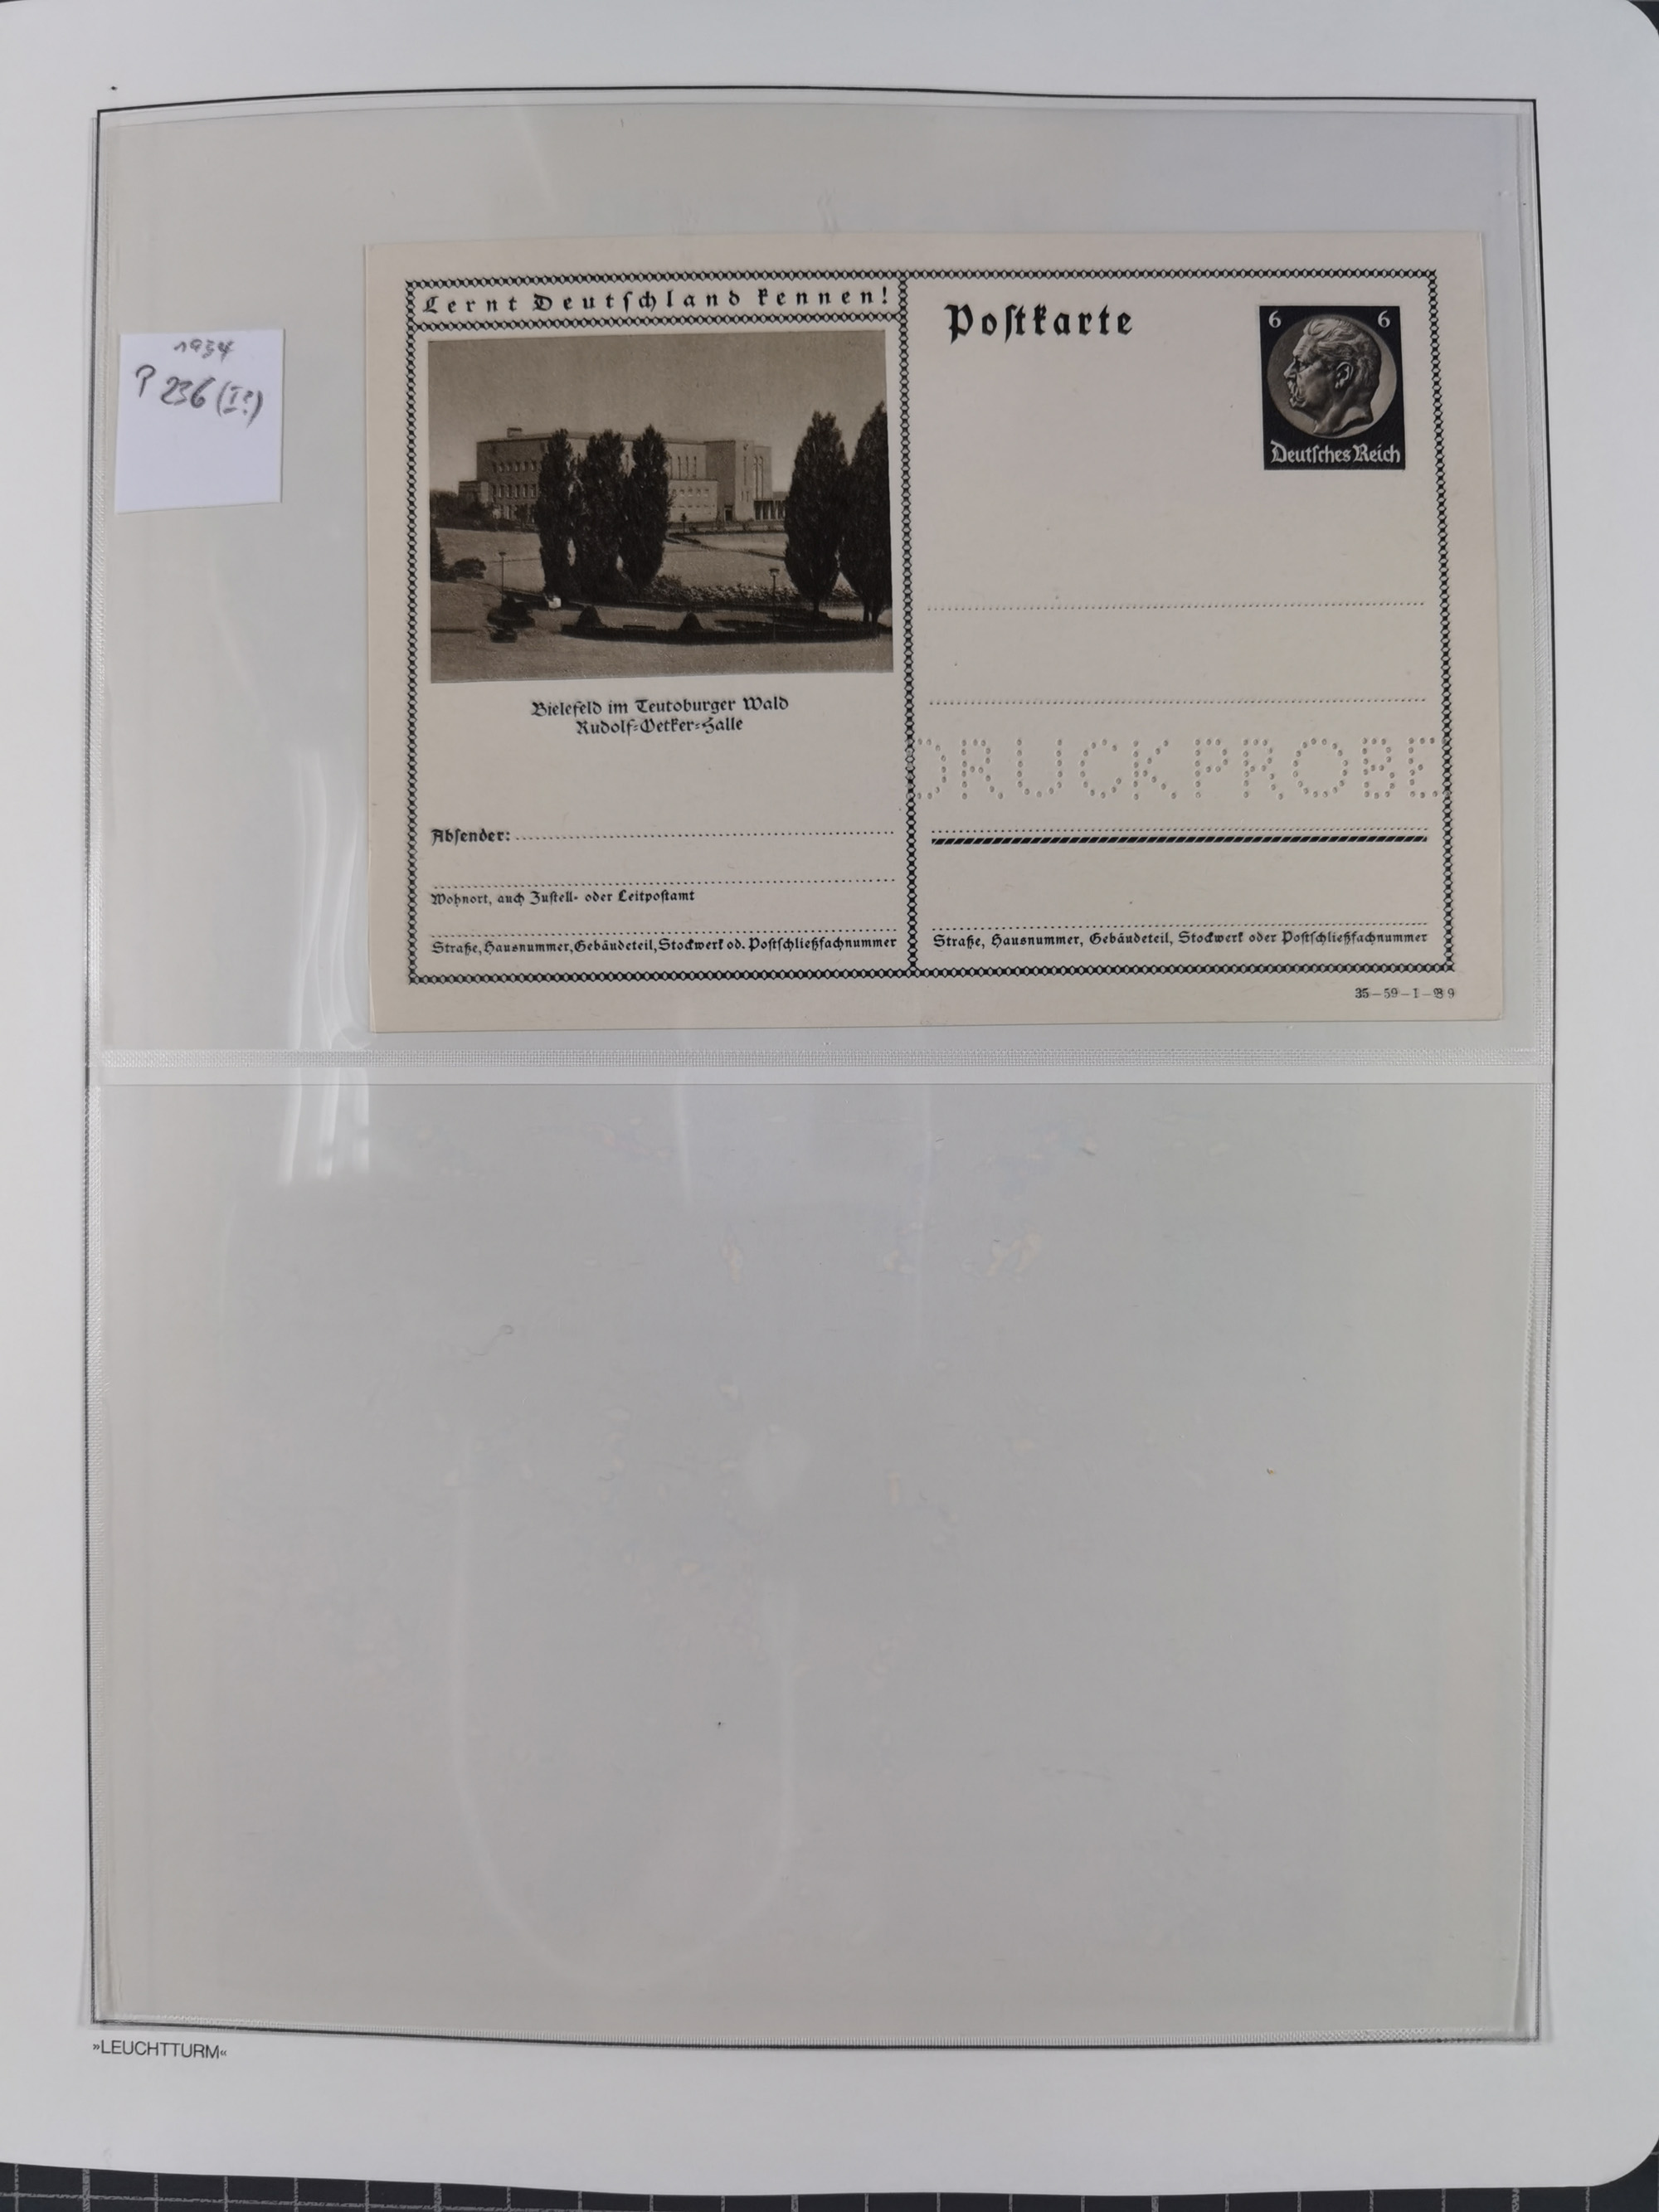 Lernt Deutſchland kennen!
Poſtkarte
6 6
Deutſches Reich
1934
P 236 (I?)
Bielefeld im Teutoburger Wald
Rudolf=Oetker=Halle
DRUCKPROBE
Abſender:
Wohnort, auch Zuſtell- oder Leitpoſtamt
Straße, Hausnummer, Gebäudeteil, Stockwerk od. Poſtſchließfachnummer
Straße, Hausnummer, Gebäudeteil, Stockwerk oder Poſtſchließfachnummer
35–59–1–B9
»LEUCHTTURM«